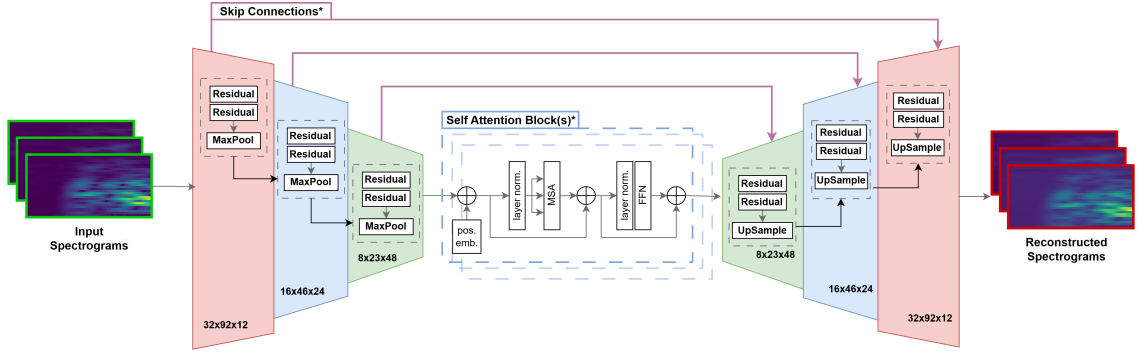 Skip Connections*
Residual
Residual
MaxPool
32x92x12
Residual
Residual
MaxPool
16x46x24
Residual
Residual
MaxPool
8x23x48
Input
Spectrograms
Self Attention Block(s)*
pos.
emb.
layer norm.
MSA
layer norm.
FFN
Residual
Residual
UpSample
8x23x48
Residual
Residual
UpSample
16x46x24
Residual
Residual
UpSample
32x92x12
Reconstructed
Spectrograms